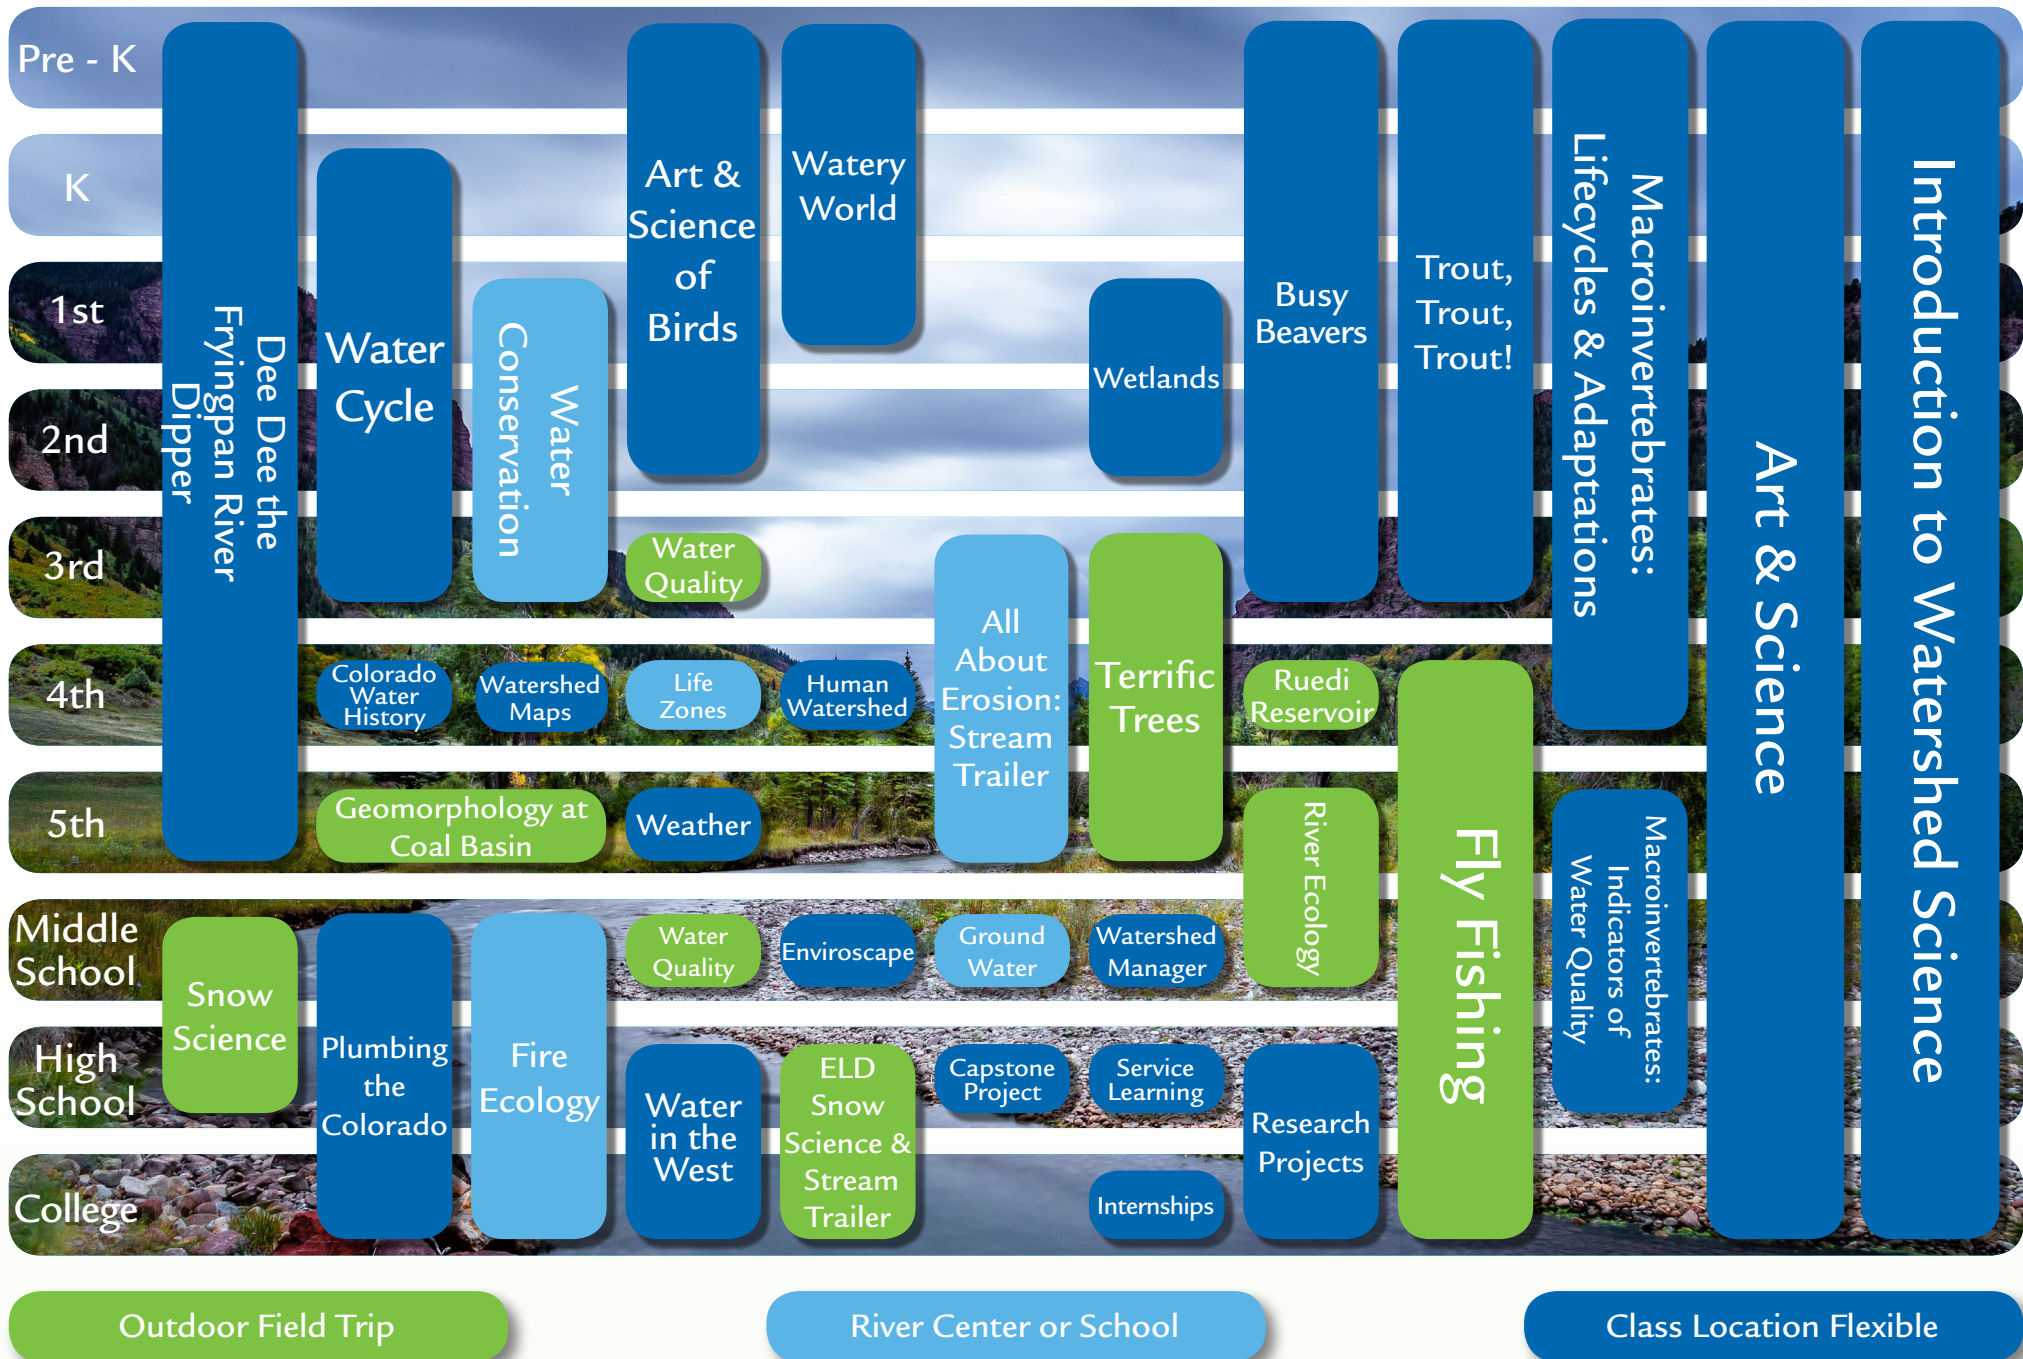 Pre - K
K
1st
2nd
3rd
4th
5th
Middle
School
High
School
College
Dee Dee the
Fryingpan River
Dipper
Water
Cycle
Water
Conservation
Art &
Science
of
Birds
Watery
World
Wetlands
Busy
Beavers
Trout,
Trout,
Trout!
Macroinvertebrates:
Lifecycles & Adaptations
Art & Science
Introduction to Watershed Science
Water
Quality
All
About
Erosion:
Stream
Trailer
Terrific
Trees
Colorado
Water
History
Watershed
Maps
Life
Zones
Human
Watershed
Ruedi
Reservoir
Fly Fishing
Geomorphology at
Coal Basin
Weather
River Ecology
Macroinvertebrates:
Indicators of
Water Quality
Snow
Science
Plumbing
the
Colorado
Fire
Ecology
Water
Quality
Enviroscape
Ground
Water
Watershed
Manager
Water
in the
West
ELD
Snow
Science &
Stream
Trailer
Capstone
Project
Service
Learning
Research
Projects
Internships
Outdoor Field Trip
River Center or School
Class Location Flexible